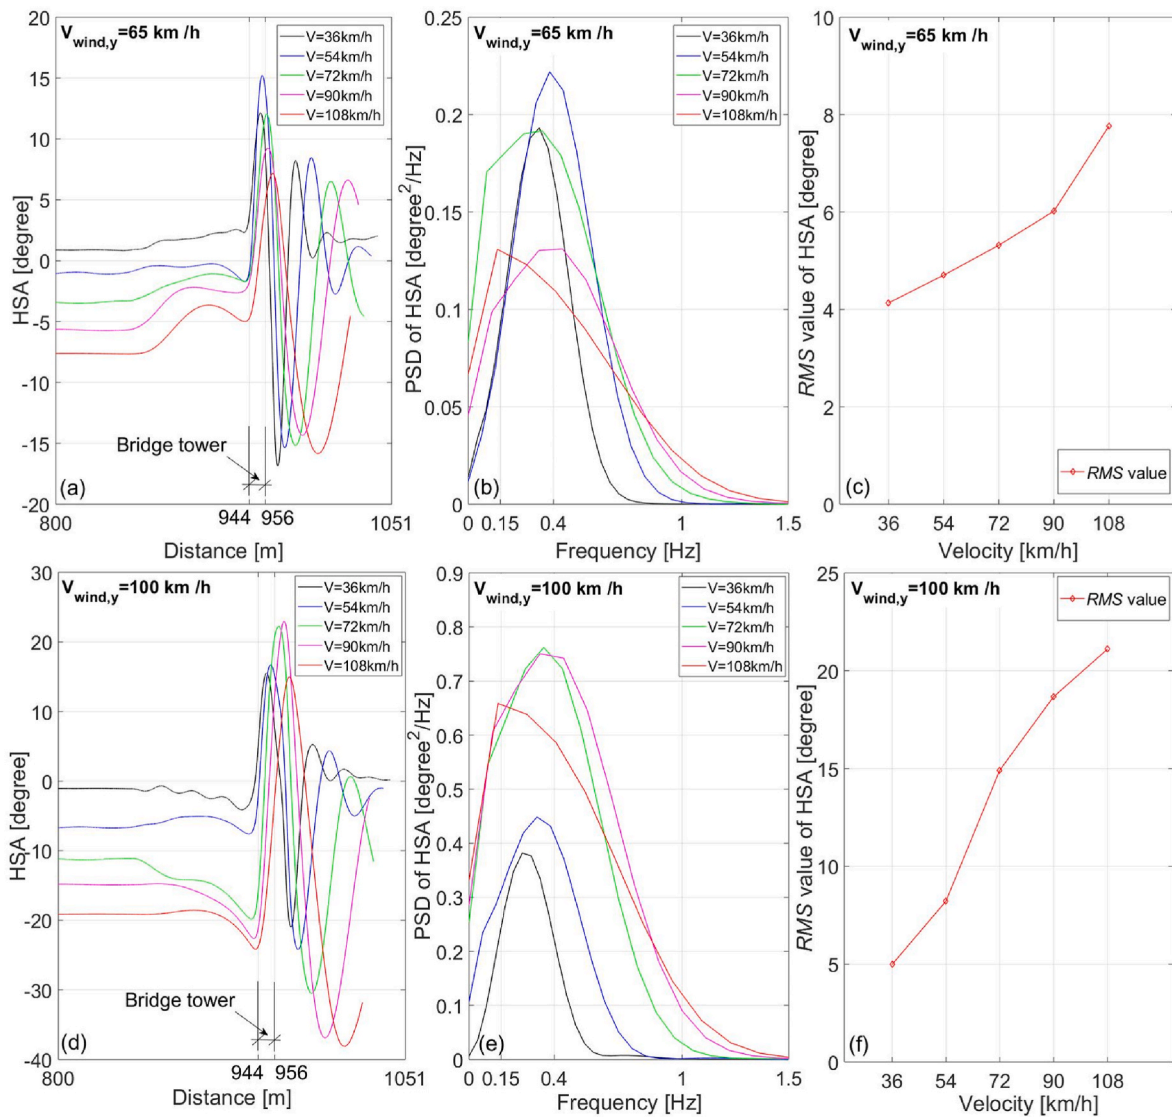 V_wind,y=65 km /h
V=36km/h
V=54km/h
V=72km/h
V=90km/h
V=108km/h
20
15
10
5
0
-5
-10
-15
-20
HSA [degree]
Bridge tower
(a)
800
944
956
1051
Distance [m]
V_wind,y=65 km /h
V=36km/h
V=54km/h
V=72km/h
V=90km/h
V=108km/h
0.25
0.2
0.15
0.1
0.05
0
PSD of HSA [degree²/Hz]
(b)
0
0.15
0.4
1
1.5
Frequency [Hz]
V_wind,y=65 km /h
10
8
6
4
2
0
RMS value of HSA [degree]
RMS value
(c)
36
54
72
90
108
Velocity [km/h]
V_wind,y=100 km /h
V=36km/h
V=54km/h
V=72km/h
V=90km/h
V=108km/h
30
20
10
0
-10
-20
-30
-40
HSA [degree]
Bridge tower
(d)
800
944
956
1051
Distance [m]
V_wind,y=100 km /h
V=36km/h
V=54km/h
V=72km/h
V=90km/h
V=108km/h
0.9
0.8
0.7
0.6
0.5
0.4
0.3
0.2
0.1
0
PSD of HSA [degree²/Hz]
(e)
0
0.15
0.4
1
1.5
Frequency [Hz]
V_wind,y=100 km /h
RMS value
25
20
15
10
5
0
RMS value of HSA [degree]
(f)
36
54
72
90
108
Velocity [km/h]